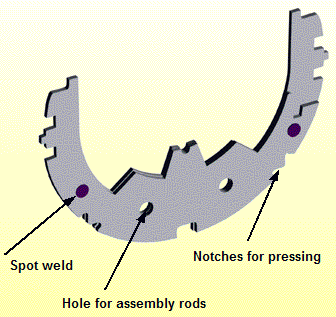 Notches for pressing
Spot weld
Hole for assembly rods